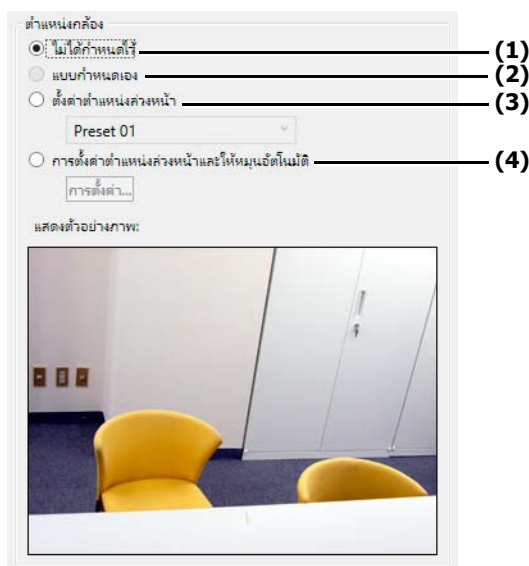 ตำแหน่งกล้อง
ไม่ได้กำหนดไว้ (1)
แบบกำหนดเอง (2)
ตั้งค่าตำแหน่งล่วงหน้า (3)
Preset 01
การตั้งค่าตำแหน่งล่วงหน้าและให้หมุนอัตโนมัติ (4)
การตั้งค่า...
แสดงตัวอย่างภาพ: